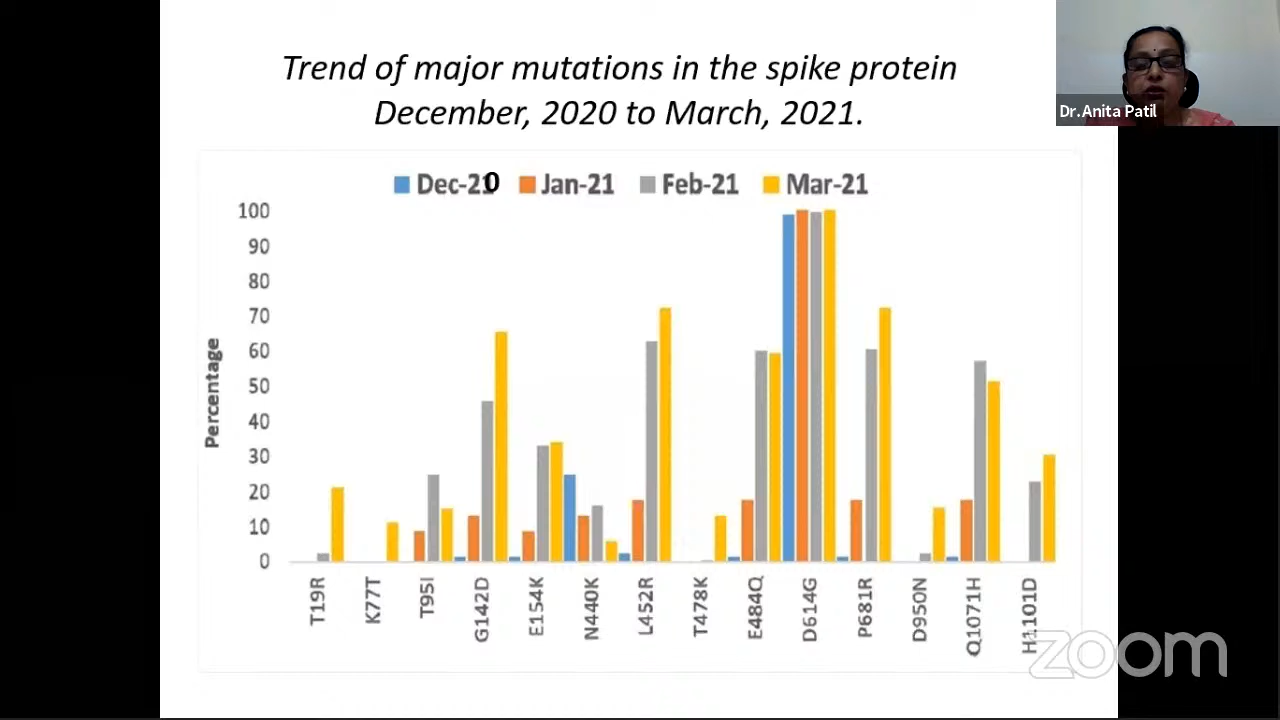 Trend of major mutations in the spike protein
December, 2020 to March, 2021.
Dr.Anita Patil
Dec-210 Jan-21 Feb-21 Mar-21
100
90
80
70
60
50
40
30
20
10
0
Percentage
T19R
K77T
T95I
G142D
E154K
N440K
L452R
T478K
E484Q
D614G
P681R
D950N
Q1071H
H1101D
zoom